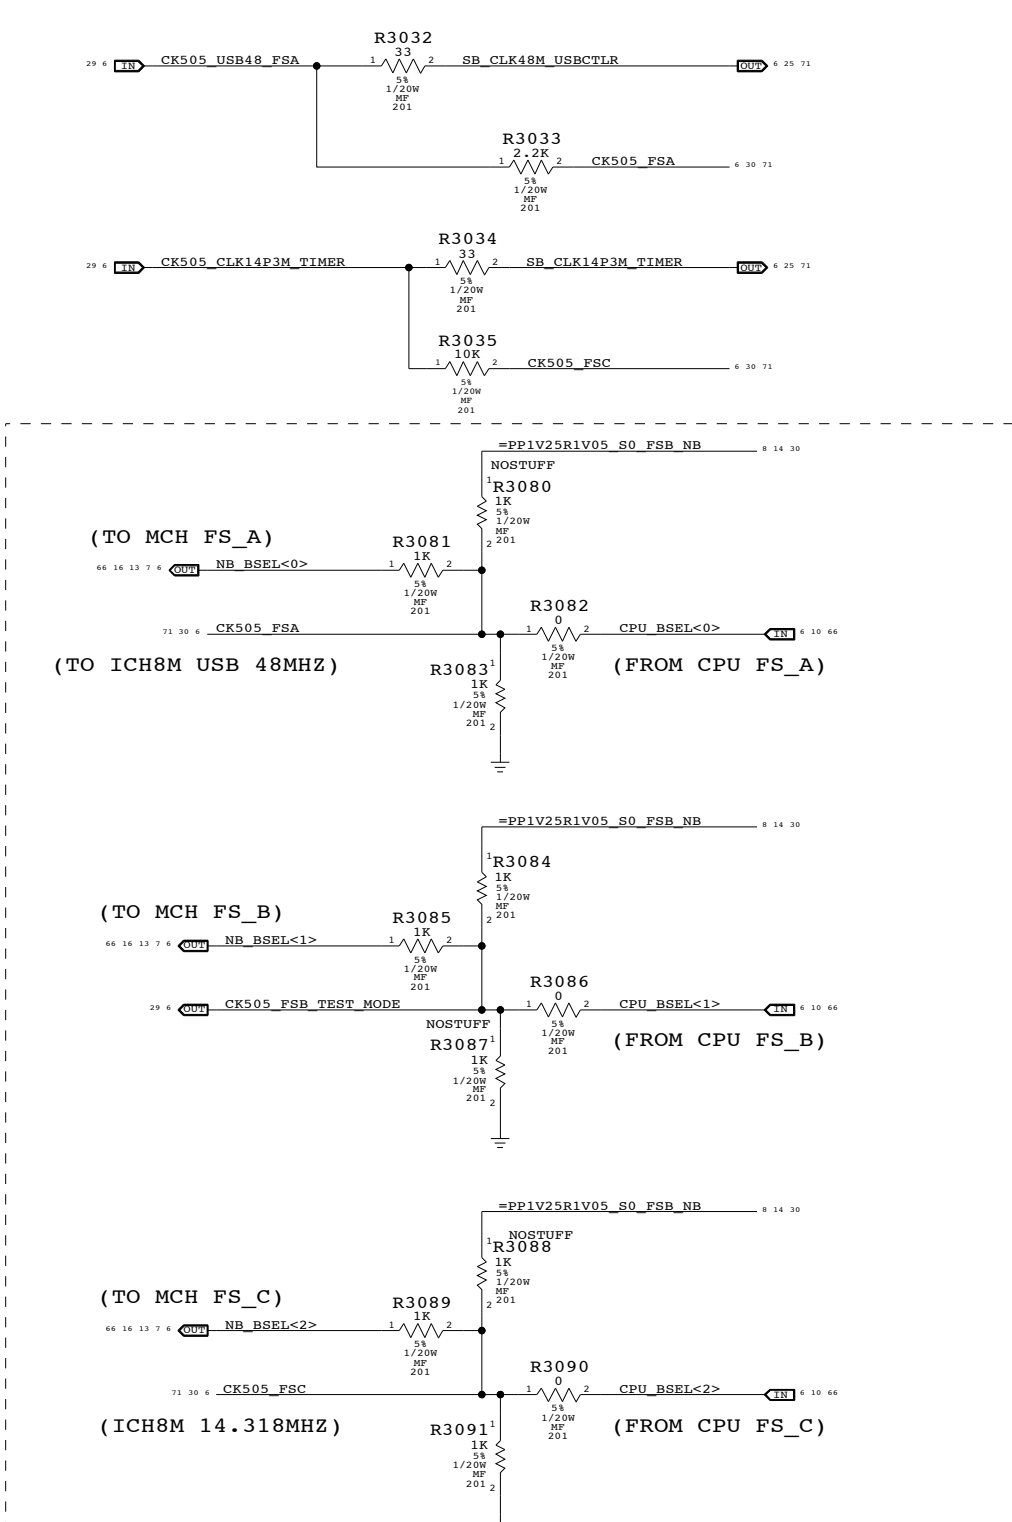 R3032
33
29 6 IN CK505_USB48_FSA 1 2 SB_CLK48M_USBCTLR OUT 6 25 71
5%
1/20W
MF
201
R3033
2.2K
1 2 CK505_FSA 6 30 71
5%
1/20W
MF
201
R3034
33
29 6 IN CK505_CLK14P3M_TIMER 1 2 SB_CLK14P3M_TIMER OUT 6 25 71
5%
1/20W
MF
201
R3035
10K
1 2 CK505_FSC 6 30 71
5%
1/20W
MF
201
=PP1V25R1V05_S0_FSB_NB 8 14 30
NOSTUFF
1 R3080
1K
5%
1/20W
MF
2 201
(TO MCH FS_A)
R3081
1K
66 16 13 7 6 OUT NB_BSEL<0> 1 2
5%
1/20W
MF
201
R3082
0
71 30 6 CK505_FSA 1 2 CPU_BSEL<0> IN 6 10 66
5%
1/20W
MF
201
(TO ICH8M USB 48MHZ)
(FROM CPU FS_A)
R3083 1
1K
5%
1/20W
MF
201 2
=PP1V25R1V05_S0_FSB_NB 8 14 30
1 R3084
1K
5%
1/20W
MF
2 201
(TO MCH FS_B)
R3085
1K
66 16 13 7 6 OUT NB_BSEL<1> 1 2
5%
1/20W
MF
201
R3086
0
29 6 OUT CK505_FSB_TEST_MODE 1 2 CPU_BSEL<1> IN 6 10 66
5%
1/20W
MF
201
(FROM CPU FS_B)
NOSTUFF
R3087 1
1K
5%
1/20W
MF
201 2
=PP1V25R1V05_S0_FSB_NB 8 14 30
NOSTUFF
1 R3088
1K
5%
1/20W
MF
2 201
(TO MCH FS_C)
R3089
1K
66 16 13 7 6 OUT NB_BSEL<2> 1 2
5%
1/20W
MF
201
R3090
0
71 30 6 CK505_FSC 1 2 CPU_BSEL<2> IN 6 10 66
5%
1/20W
MF
201
(ICH8M 14.318MHZ)
(FROM CPU FS_C)
R3091 1
1K
5%
1/20W
MF
201 2